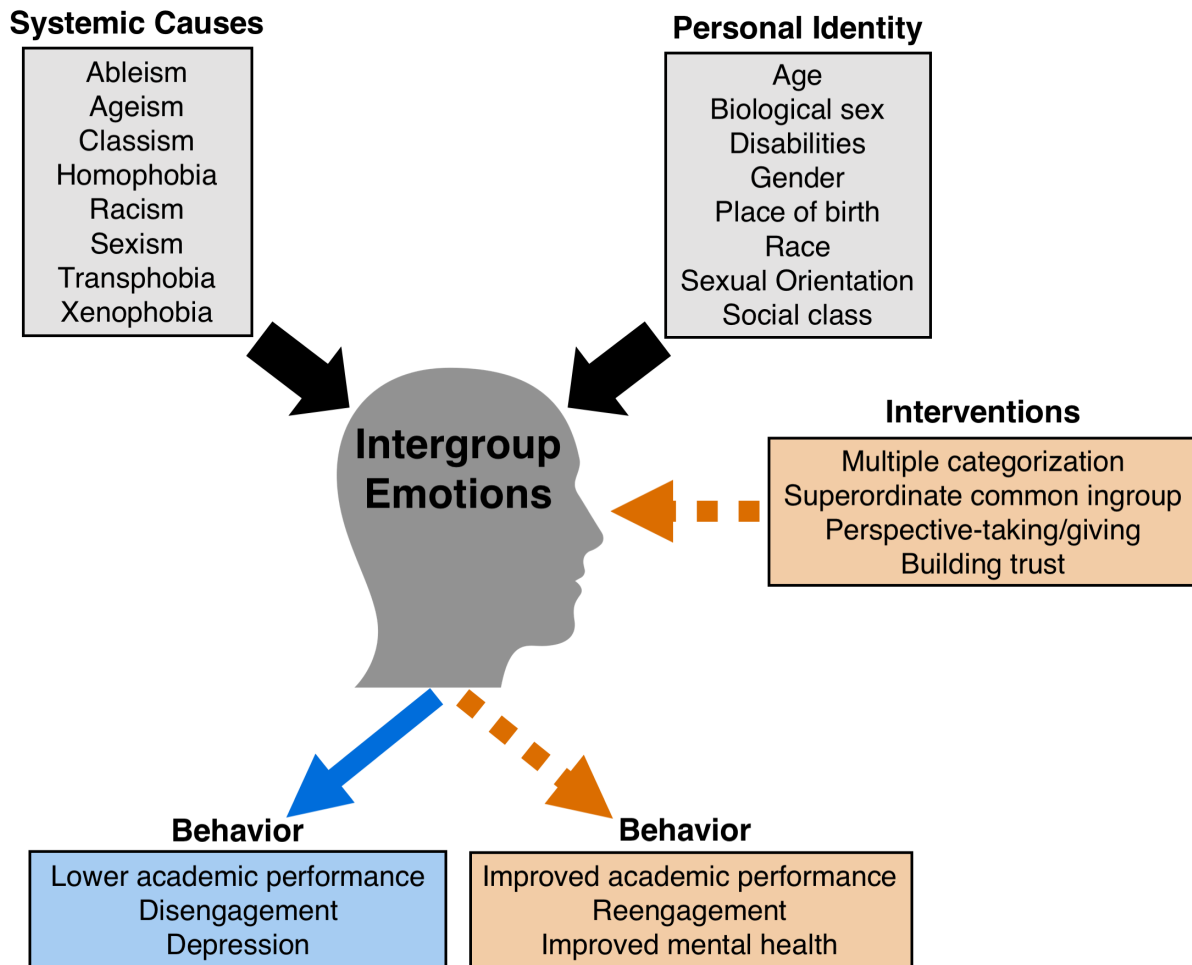 Systemic Causes
Ableism
Ageism
Classism
Homophobia
Racism
Sexism
Transphobia
Xenophobia
Personal Identity
Age
Biological sex
Disabilities
Gender
Place of birth
Race
Sexual Orientation
Social class
Intergroup
Emotions
Interventions
Multiple categorization
Superordinate common ingroup
Perspective-taking/giving
Building trust
Behavior
Lower academic performance
Disengagement
Depression
Behavior
Improved academic performance
Reengagement
Improved mental health